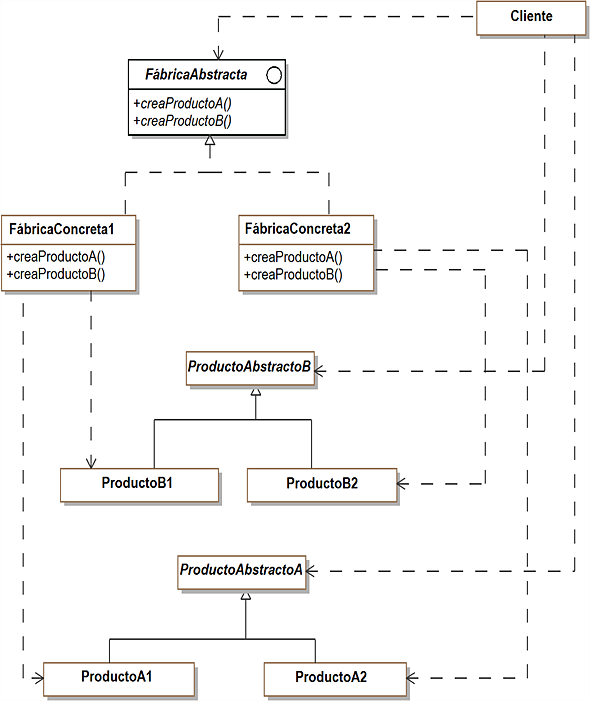 Cliente
FábricaAbstracta
+creaProductoA()
+creaProductoB()
FábricaConcreta1
+creaProductoA()
+creaProductoB()
FábricaConcreta2
+creaProductoA()
+creaProductoB()
ProductoAbstractoB
ProductoB1
ProductoB2
ProductoAbstractoA
ProductoA1
ProductoA2